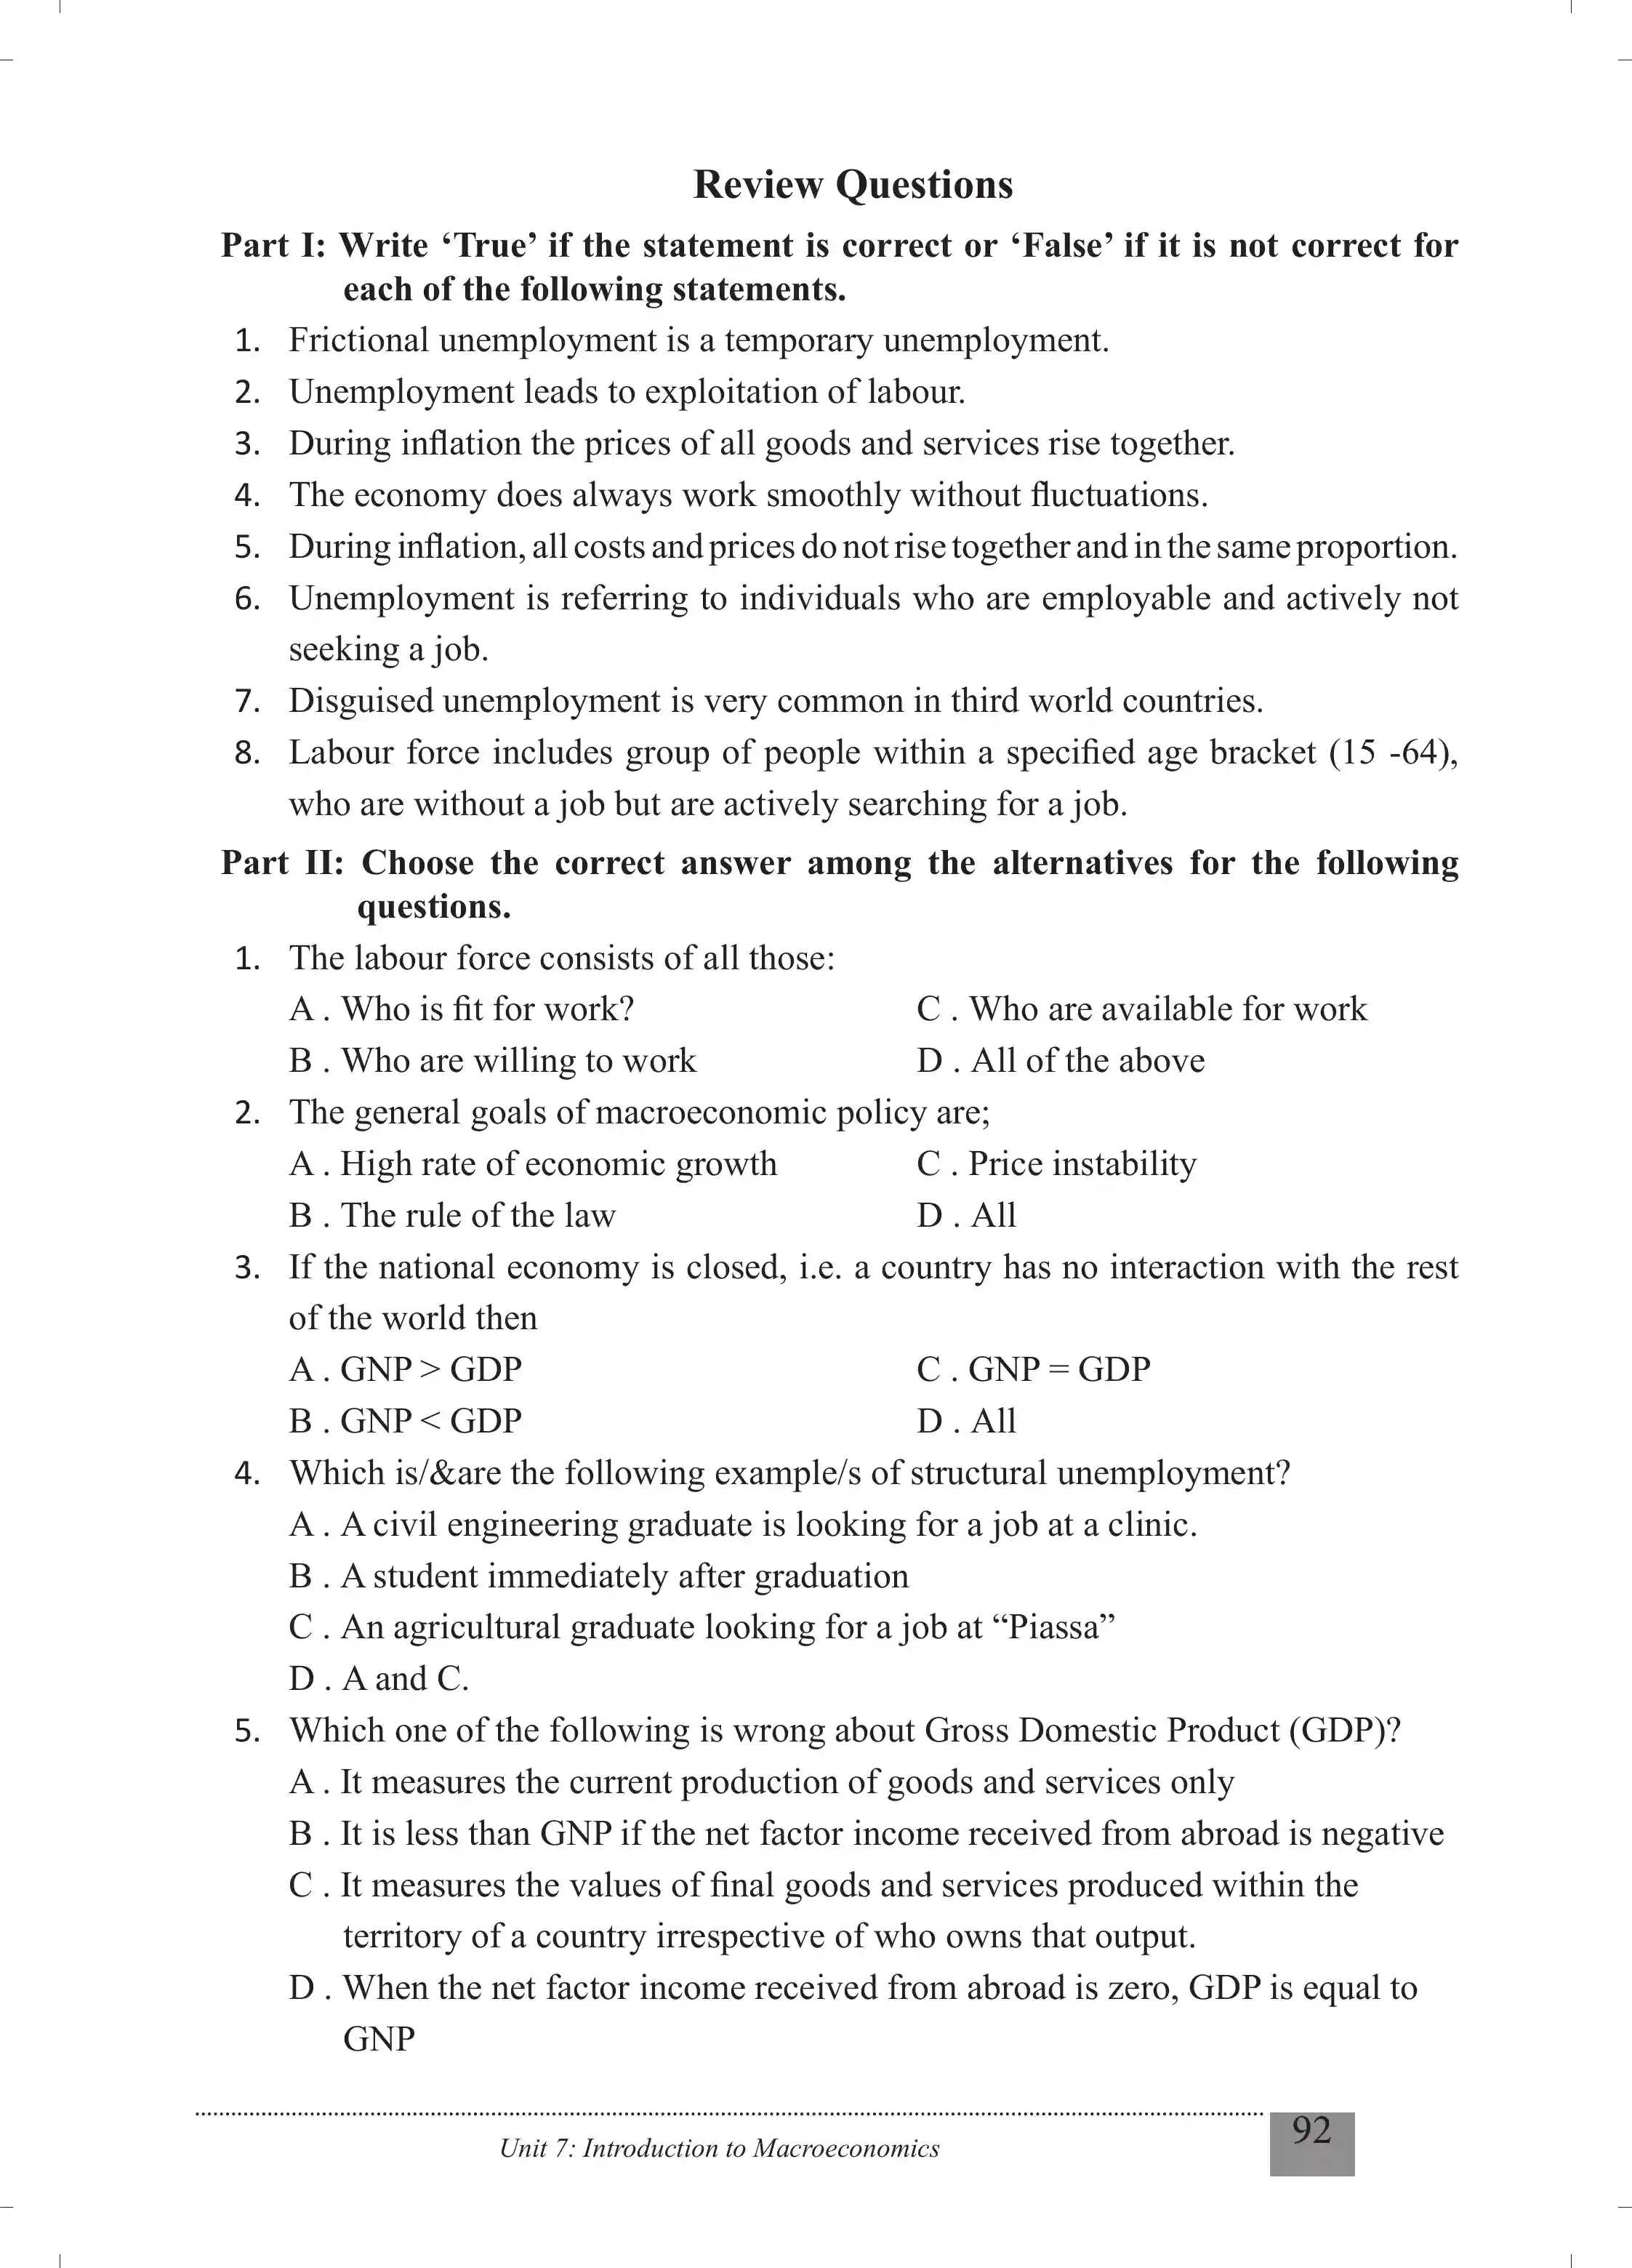 Review Questions
Part I: Write ‘True’ if the statement is correct or ‘False’ if it is not correct for
each of the following statements.
1. Frictional unemployment is a temporary unemployment.
2. Unemployment leads to exploitation of labour.
3. During inflation the prices of all goods and services rise together.
4. The economy does always work smoothly without fluctuations.
5. During inflation, all costs and prices do not rise together and in the same proportion.
6. Unemployment is referring to individuals who are employable and actively not
seeking a job.
7. Disguised unemployment is very common in third world countries.
8. Labour force includes group of people within a specified age bracket (15 -64),
who are without a job but are actively searching for a job.
Part II: Choose the correct answer among the alternatives for the following
questions.
1. The labour force consists of all those:
A . Who is fit for work? C . Who are available for work
B . Who are willing to work D . All of the above
2. The general goals of macroeconomic policy are;
A . High rate of economic growth C . Price instability
B . The rule of the law D . All
3. If the national economy is closed, i.e. a country has no interaction with the rest
of the world then
A . GNP > GDP C . GNP = GDP
B . GNP < GDP D . All
4. Which is/&are the following example/s of structural unemployment?
A . A civil engineering graduate is looking for a job at a clinic.
B . A student immediately after graduation
C . An agricultural graduate looking for a job at “Piassa”
D . A and C.
5. Which one of the following is wrong about Gross Domestic Product (GDP)?
A . It measures the current production of goods and services only
B . It is less than GNP if the net factor income received from abroad is negative
C . It measures the values of final goods and services produced within the
territory of a country irrespective of who owns that output.
D . When the net factor income received from abroad is zero, GDP is equal to
GNP
Unit 7: Introduction to Macroeconomics
92